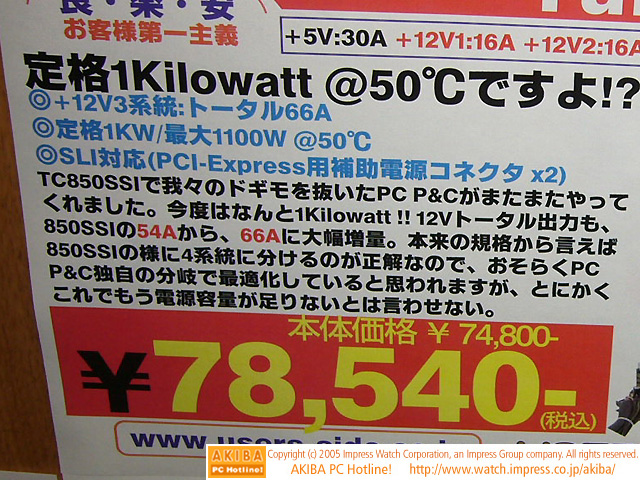 良・楽・安
お客様第一主義
+5V:30A +12V1:16A +12V2:16A
定格1Kilowatt @50℃ですよ!?
◎+12V3系統:トータル66A
◎定格1KW/最大1100W @50℃
◎SLI対応(PCI-Express用補助電源コネクタ x2)
TC850SSIで我々のドギモを抜いたPC P&Cがまたまたやって
くれました。今度はなんと1Kilowatt !! 12Vトータル出力も、
850SSIの54Aから、66Aに大幅増量。本来の規格から言えば
850SSIの様に4系統に分けるのが正解なので、おそらくPC
P&C独自の分岐で最適化していると思われますが、とにかく
これでもう電源容量が足りないとは言わせない。
本体価格 ¥ 74,800-
¥78,540-
(税込)
AKIBA PC Hotline!
Copyright (c) 2005 Impress Watch Corporation, an Impress Group company. All rights reserved.
AKIBA PC Hotline! http://www.watch.impress.co.jp/akiba/